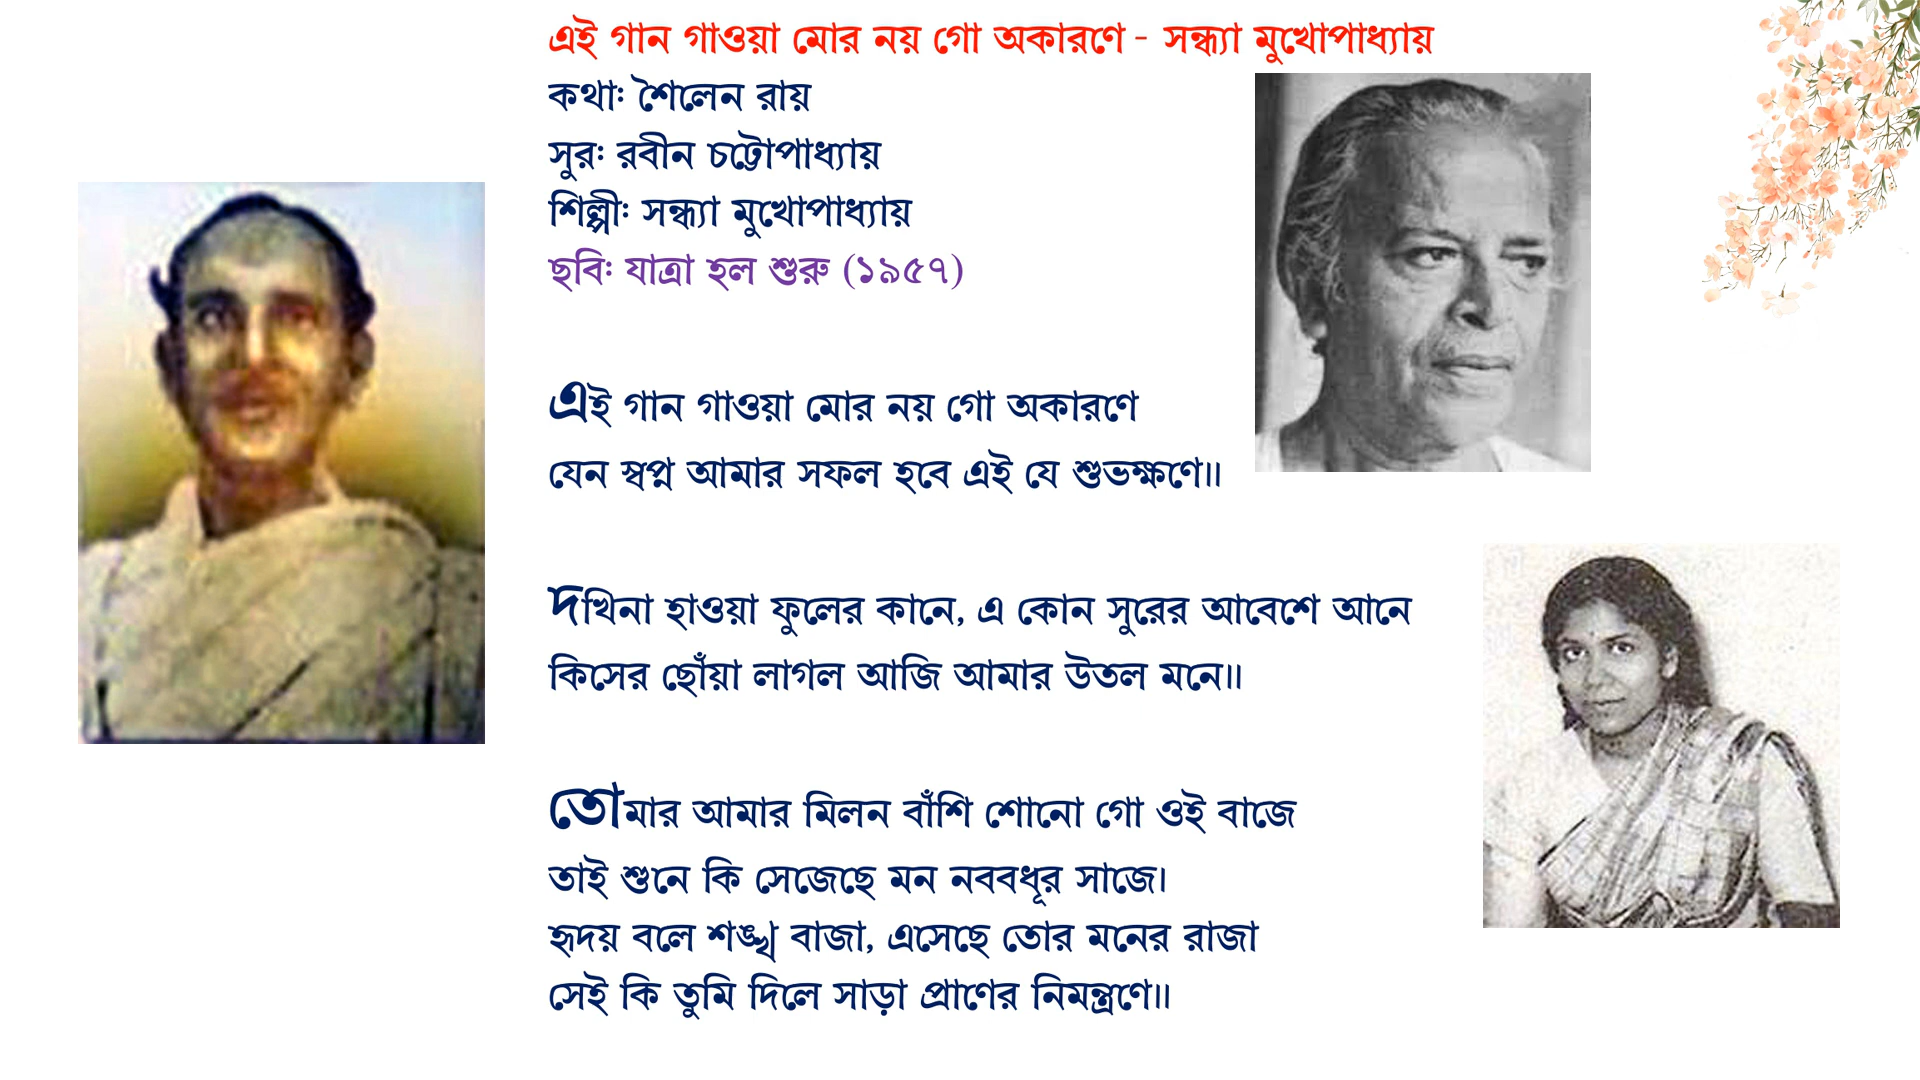 এই গান গাওয়া মোর নয় গো অকারণে - সন্ধ্যা মুখোপাধ্যায়
কথাঃ শৈলেন রায়
সুরঃ রবীন চট্টোপাধ্যায়
শিল্পীঃ সন্ধ্যা মুখোপাধ্যায়
ছবিঃ যাত্রা হল শুরু (১৯৫৭)
এই গান গাওয়া মোর নয় গো অকারণে
যেন স্বপ্ন আমার সফল হবে এই যে শুভক্ষণে॥
দখিনা হাওয়া ফুলের কানে, এ কোন সুরের আবেশে আনে
কিসের ছোঁয়া লাগল আজি আমার উতল মনে॥
তোমার আমার মিলন বাঁশি শোনো গো ওই বাজে
তাই শুনে কি সেজেছে মন নববধূর সাজে।
হৃদয় বলে শঙ্খ বাজা, এসেছে তোর মনের রাজা
সেই কি তুমি দিলে সাড়া প্রাণের নিমন্ত্রণে॥